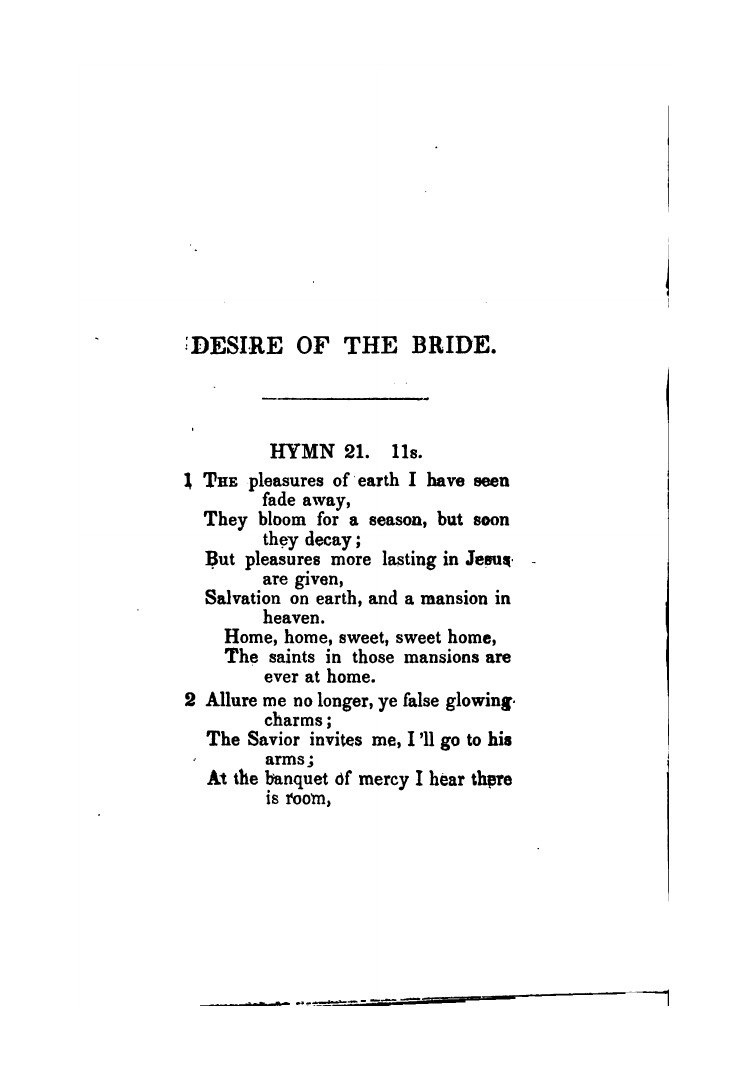 DESIRE OF THE BRIDE.
HYMN 21. 11s.
1 THE pleasures of earth I have seen
fade away,
They bloom for a season, but soon
they decay;
But pleasures more lasting in Jesus
are given,
Salvation on earth, and a mansion in
heaven.
Home, home, sweet, sweet home,
The saints in those mansions are
ever at home.
2 Allure me no longer, ye false glowing
charms;
The Savior invites me, I'll go to his
arms;
At the banquet of mercy I hear there
is room,